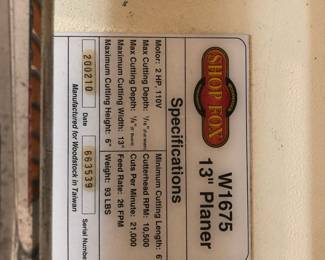 SHOP FOX
W1675
13" Planer
Specifications
Motor: 2 HP, 110V
Max Cutting Depth:
Max Cutting Depth:
Maximum Cutting Width: 13"
Maximum Cutting Height: 6"
Minimum Cutting Length: 6
Cutterhead RPM: 10,500
Cuts Per Minute: 21,000
Feed Rate: 26 FPM
Weight: 93 LBS
200210 Date
663539 Serial Number
Manufactured for Woodstock in Taiwan